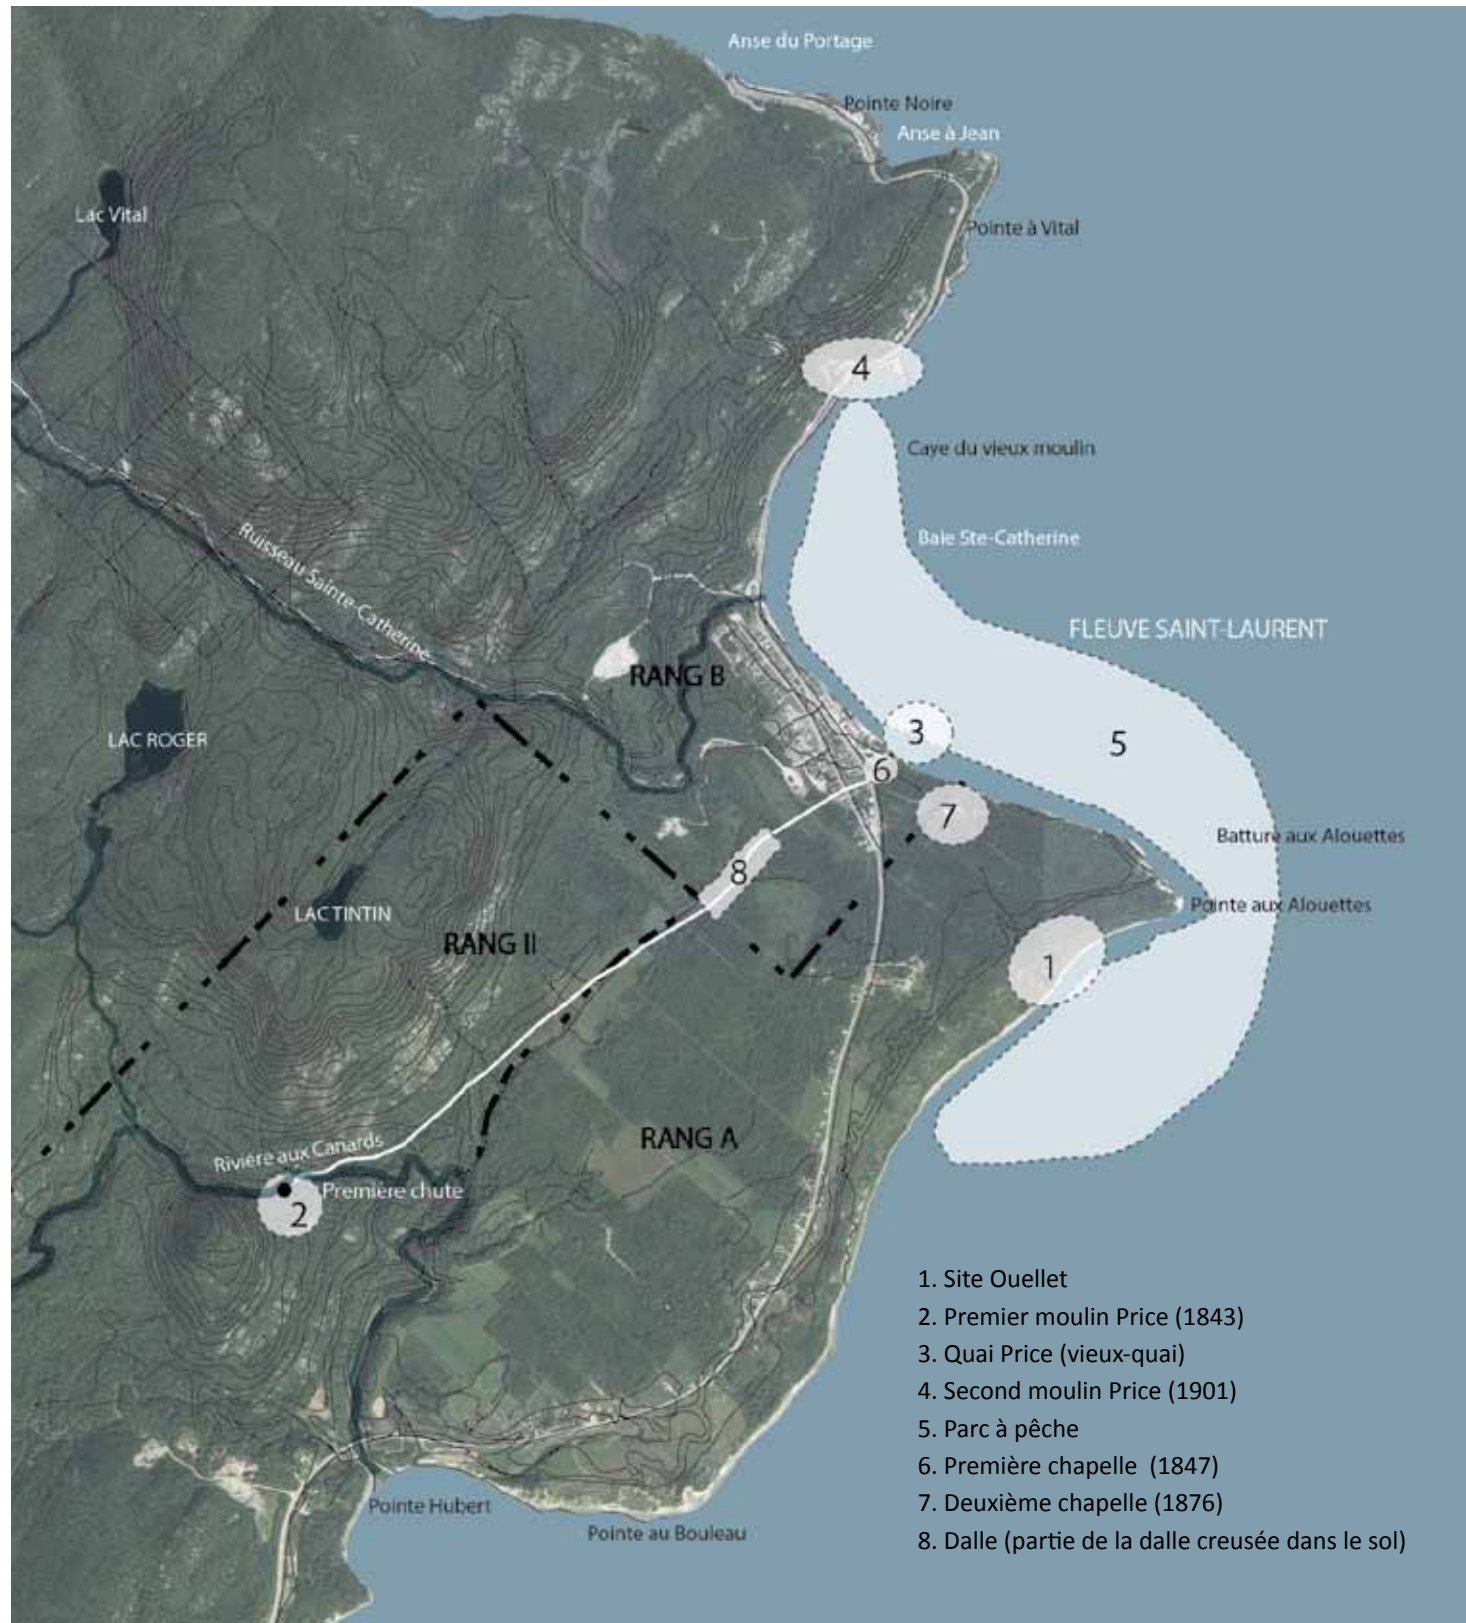 Anse du Portage
Pointe Noire
Anse à Jean
Lac Vital
Pointe à Vital
4
Caye du vieux moulin
Baie Ste-Catherine
Ruisseau Sainte-Catherine
FLEUVE SAINT-LAURENT
RANG B
LAC ROGER
3
5
6
7
Batture aux Alouettes
8
Pointe aux Alouettes
LAC TINTIN
RANG II
1
RANG A
Rivière aux Canards
Première chute
2
1. Site Ouellet
2. Premier moulin Price (1843)
3. Quai Price (vieux-quai)
4. Second moulin Price (1901)
5. Parc à pêche
6. Première chapelle (1847)
7. Deuxième chapelle (1876)
8. Dalle (partie de la dalle creusée dans le sol)
Pointe Hubert
Pointe au Bouleau